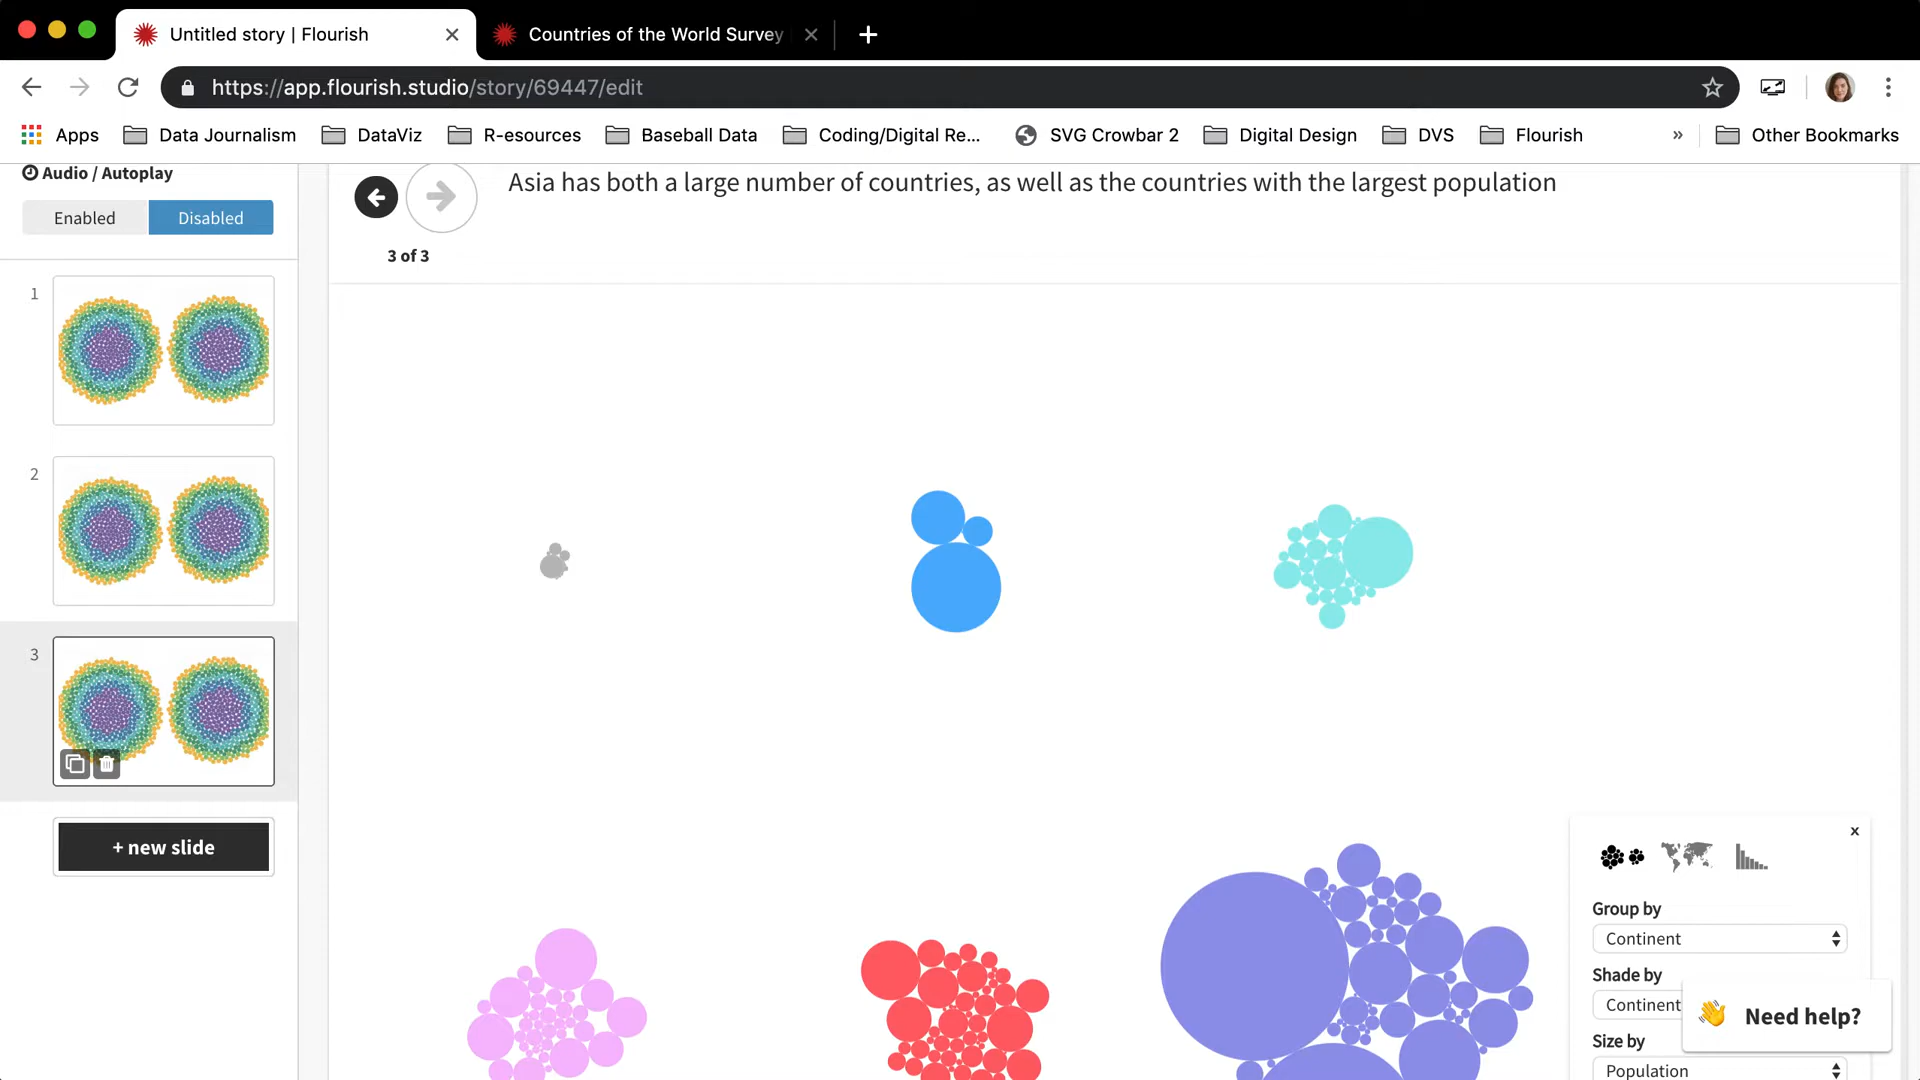 Untitled story | Flourish
Countries of the World Survey
https://app.flourish.studio/story/69447/edit
Apps
Data Journalism
DataViz
R-esources
Baseball Data
Coding/Digital Re...
SVG Crowbar 2
Digital Design
DVS
Flourish
»
Other Bookmarks
Audio / Autoplay
Enabled
Disabled
Asia has both a large number of countries, as well as the countries with the largest population
3 of 3
1
2
3
+ new slide
x
Group by
Continent
Shade by
Continent
Size by
Population
Need help?